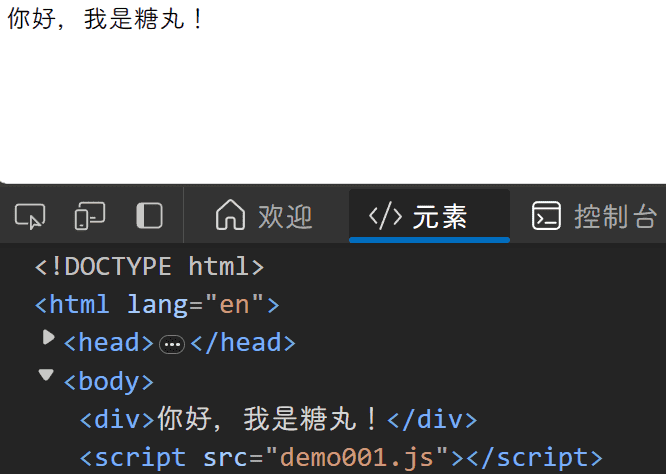 你好，我是糖丸！
欢迎 元素 控制台
<!DOCTYPE html>
<html lang="en">
<head>…</head>
<body>
<div>你好，我是糖丸！</div>
<script src="demo001.js"></script>